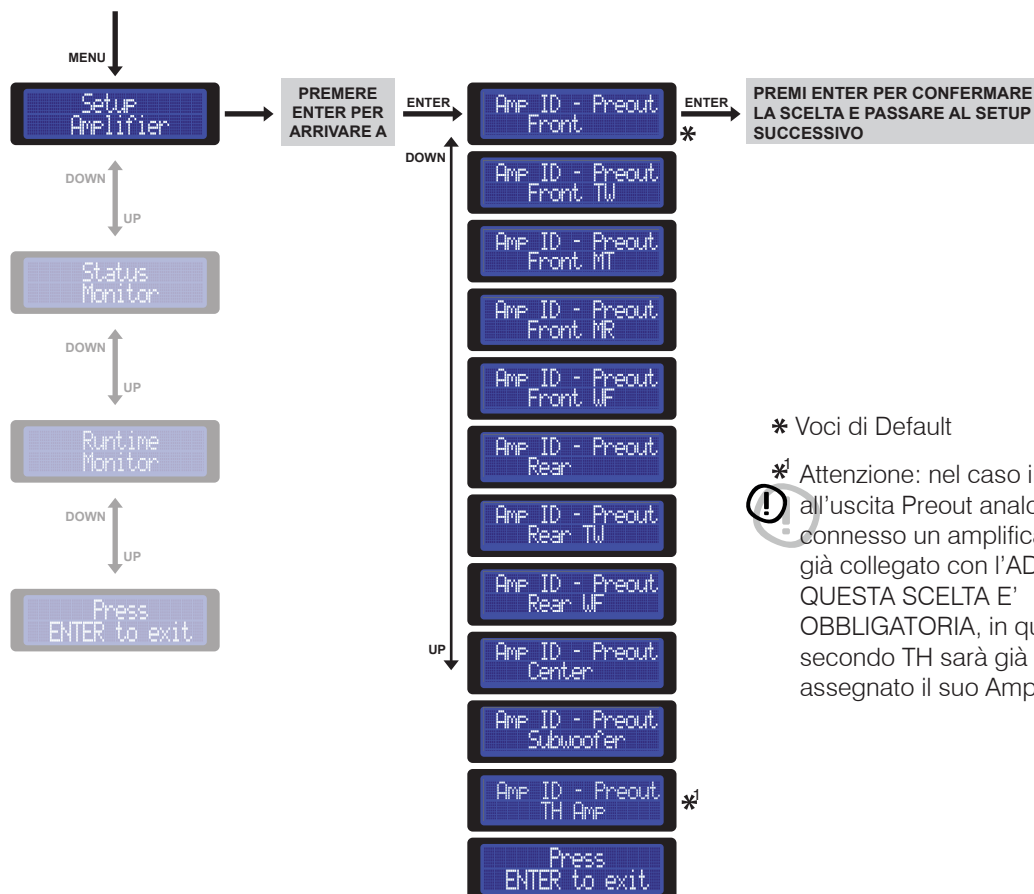 MENU
Setup
Amplifier
PREMERE
ENTER PER
ARRIVARE A
ENTER
Amp ID - Preout
Front
*
ENTER
PREMI ENTER PER CONFERMARE
LA SCELTA E PASSARE AL SETUP
SUCCESSIVO
DOWN
UP
Status
Monitor
DOWN
UP
Runtime
Monitor
DOWN
UP
Press
ENTER to exit
DOWN
UP
Amp ID - Preout
Front TW
Amp ID - Preout
Front MT
Amp ID - Preout
Front MR
Amp ID - Preout
Front WF
Amp ID - Preout
Rear
Amp ID - Preout
Rear TW
Amp ID - Preout
Rear WF
Amp ID - Preout
Center
Amp ID - Preout
Subwoofer
Amp ID - Preout
TH Amp
*1
Press
ENTER to exit
* Voci di Default
*1 Attenzione: nel caso
all'uscita Preout
connesso un
già collegato con
QUESTA SCELTA E'
OBBLIGATORIA, in
secondo TH sarà già
assegnato il suo Amp